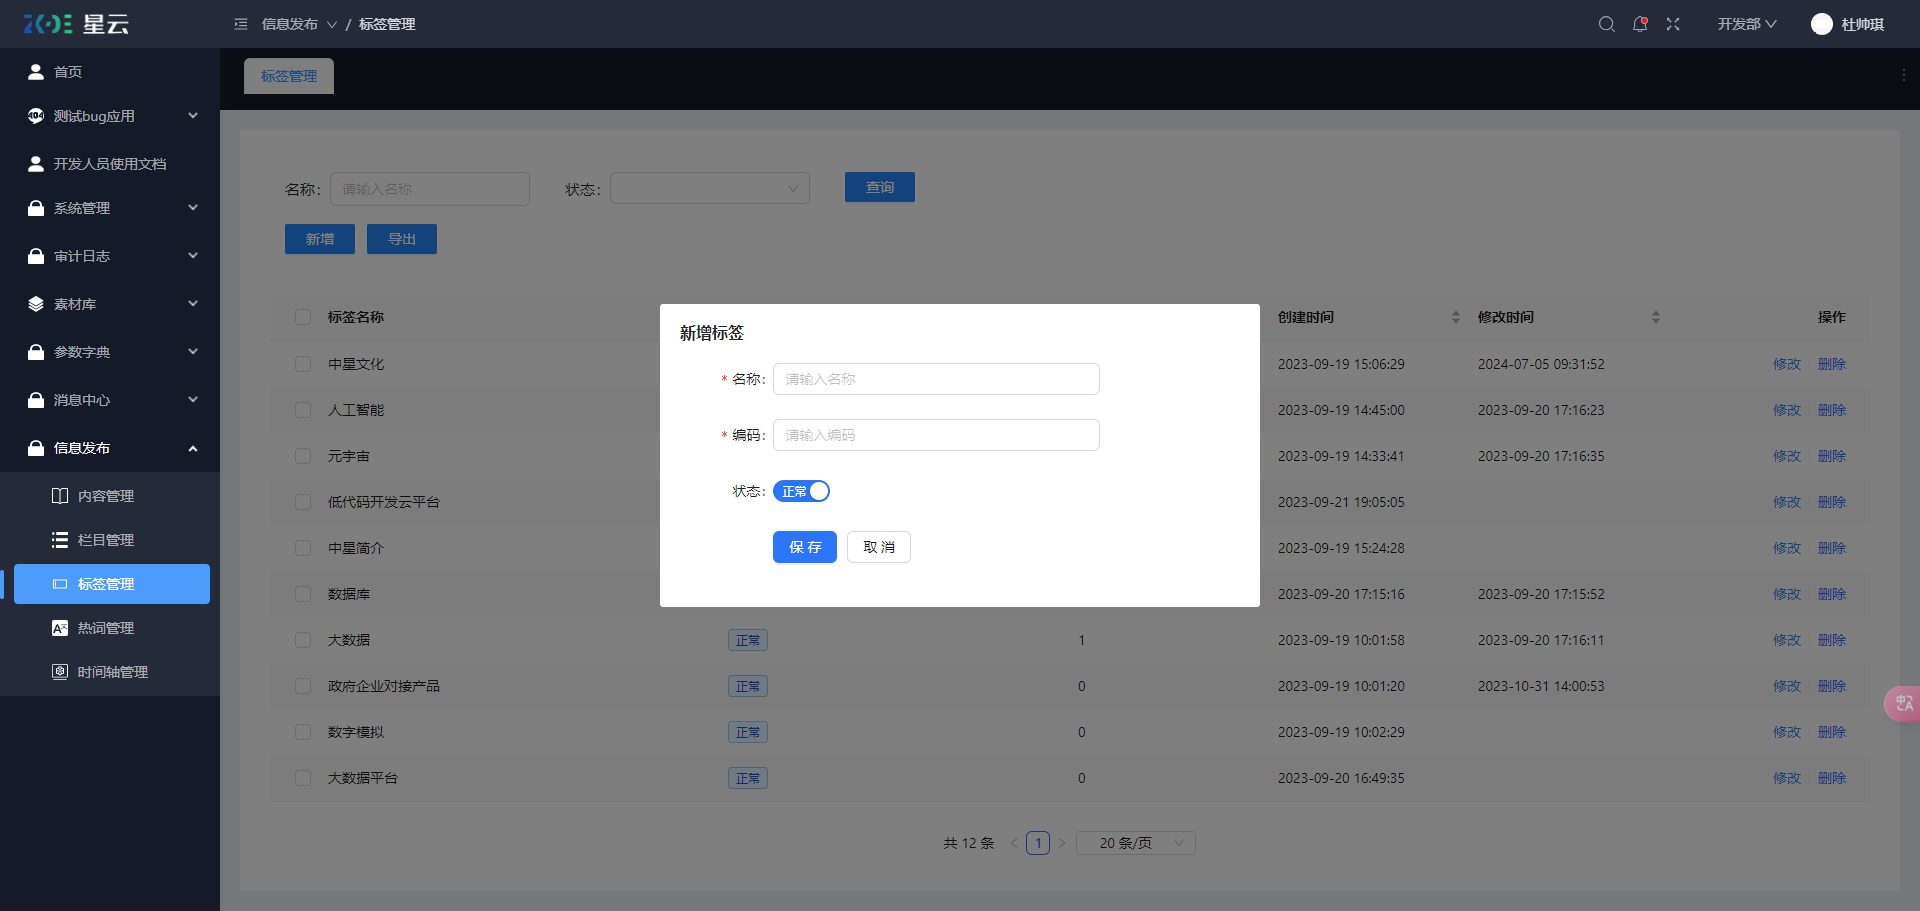 星云
信息发布 / 标签管理
开发部
杜帅琪
首页
测试bug应用
开发人员使用文档
系统管理
审计日志
素材库
参数字典
消息中心
信息发布
内容管理
栏目管理
标签管理
热词管理
时间轴管理
标签管理
名称: 请输入名称 状态: 查询
新增 导出
标签名称 创建时间 修改时间 操作
中星文化 2023-09-19 15:06:29 2024-07-05 09:31:52 修改 删除
人工智能 2023-09-19 14:45:00 2023-09-20 17:16:23 修改 删除
元宇宙 2023-09-19 14:33:41 2023-09-20 17:16:35 修改 删除
低代码开发云平台 2023-09-21 19:05:05 修改 删除
中星简介 2023-09-19 15:24:28 修改 删除
数据库 2023-09-20 17:15:16 2023-09-20 17:15:52 修改 删除
大数据 正常 1 2023-09-19 10:01:58 2023-09-20 17:16:11 修改 删除
政府企业对接产品 正常 0 2023-09-19 10:01:20 2023-10-31 14:00:53 修改 删除
数字模拟 正常 0 2023-09-19 10:02:29 修改 删除
大数据平台 正常 0 2023-09-20 16:49:35 修改 删除
共 12 条 < 1 > 20 条/页
新增标签
* 名称: 请输入名称
* 编码: 请输入编码
状态: 正常
保 存 取 消